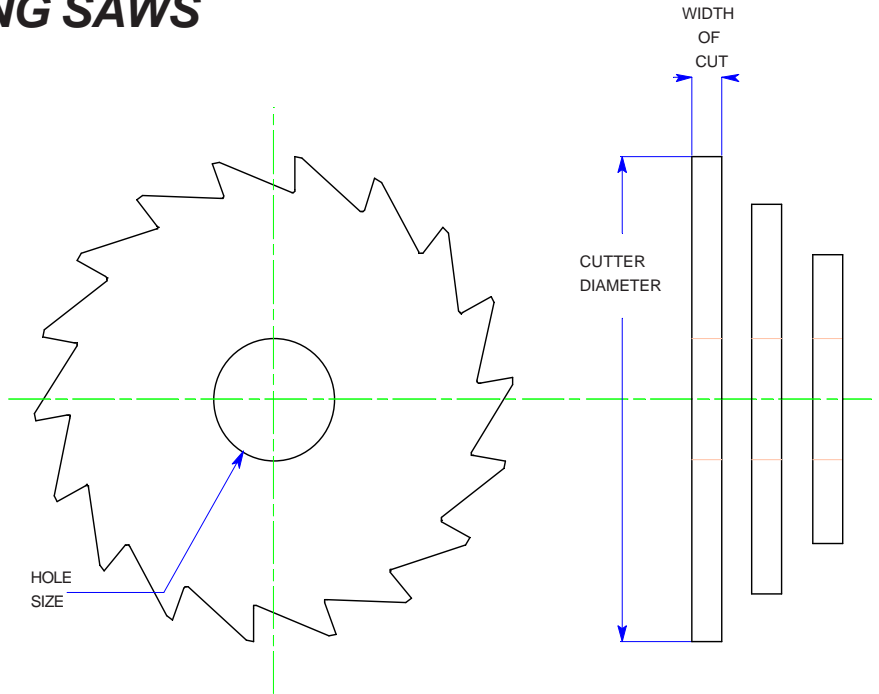 NG SAWS
WIDTH
OF
CUT
CUTTER
DIAMETER
HOLE
SIZE